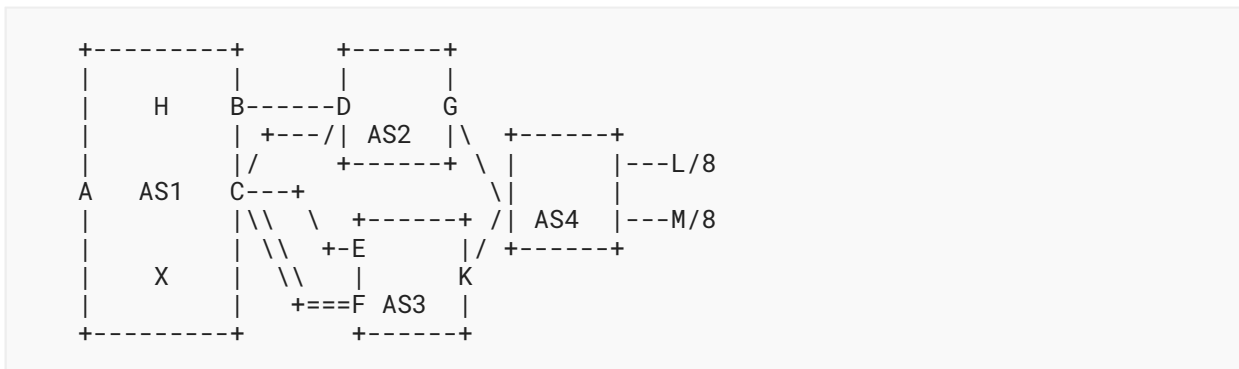 +---------+      +------+
|         |      |      |
|    H    B------D      G
|         | +---/| AS2  |\  +------+
|         |/     +------+ \ |      |---L/8
A   AS1   C---+            \|      |
|         |\\  \  +------+ /| AS4  |---M/8
|         | \\  +-E      |/ +------+
|    X    |  \\   |      K
|         |   +===F AS3  |
+---------+       +------+